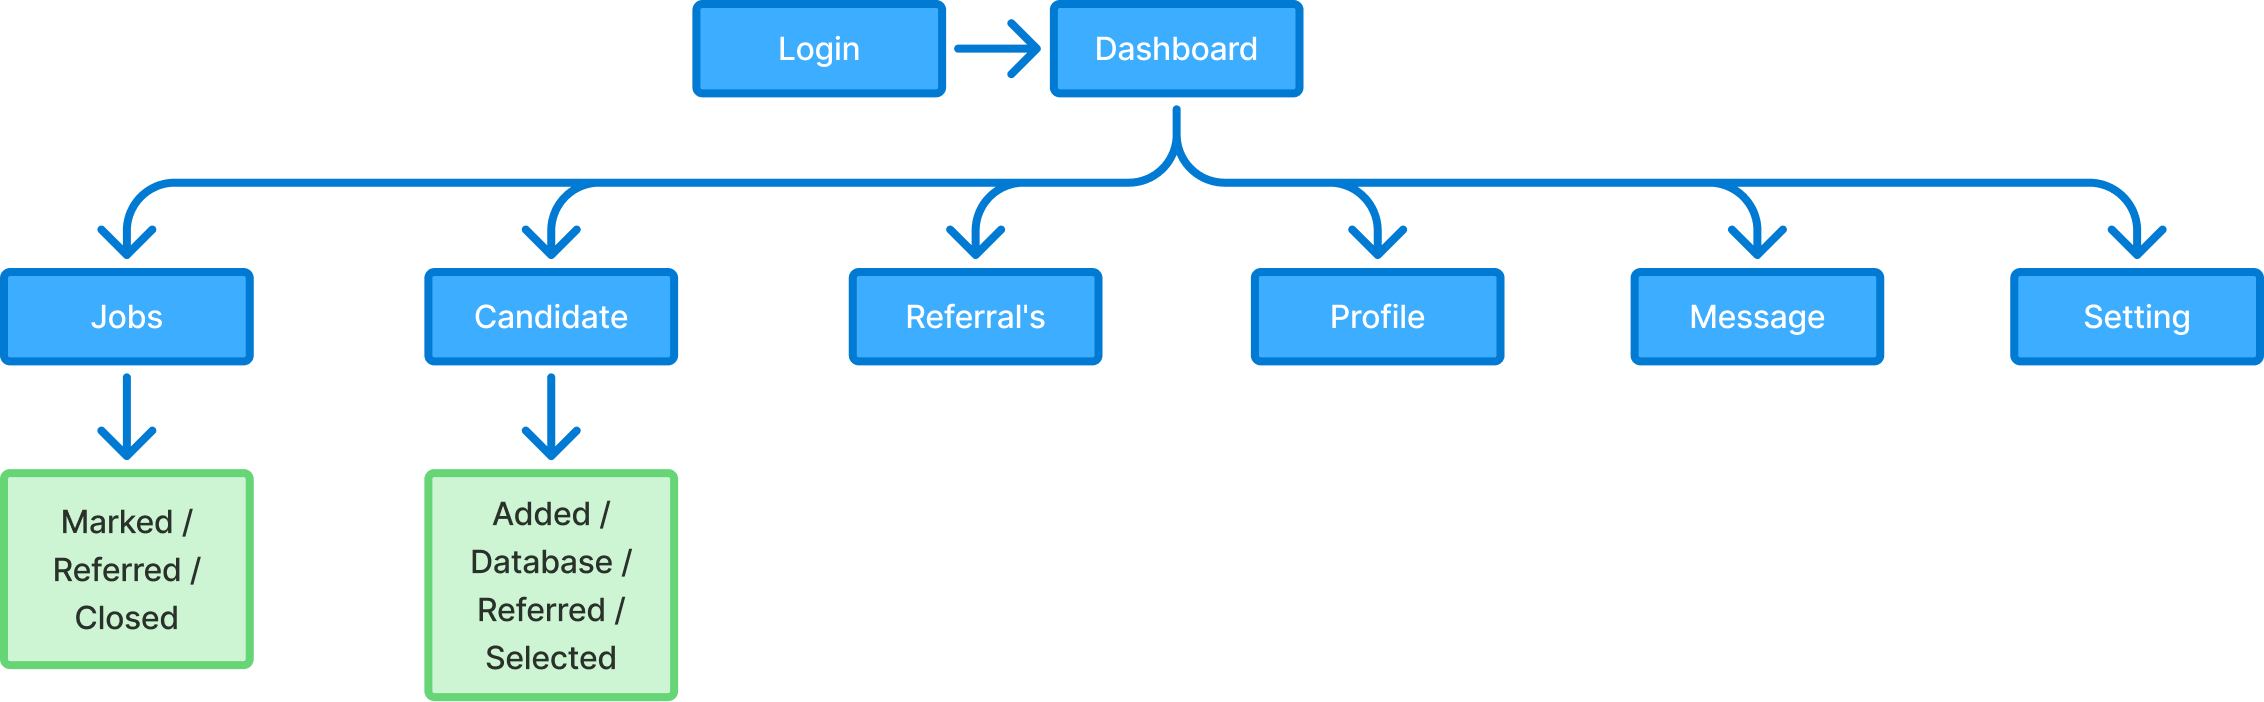 Login
Dashboard
Jobs
Candidate
Referral's
Profile
Message
Setting
Marked /
Referred /
Closed
Added /
Database /
Referred /
Selected